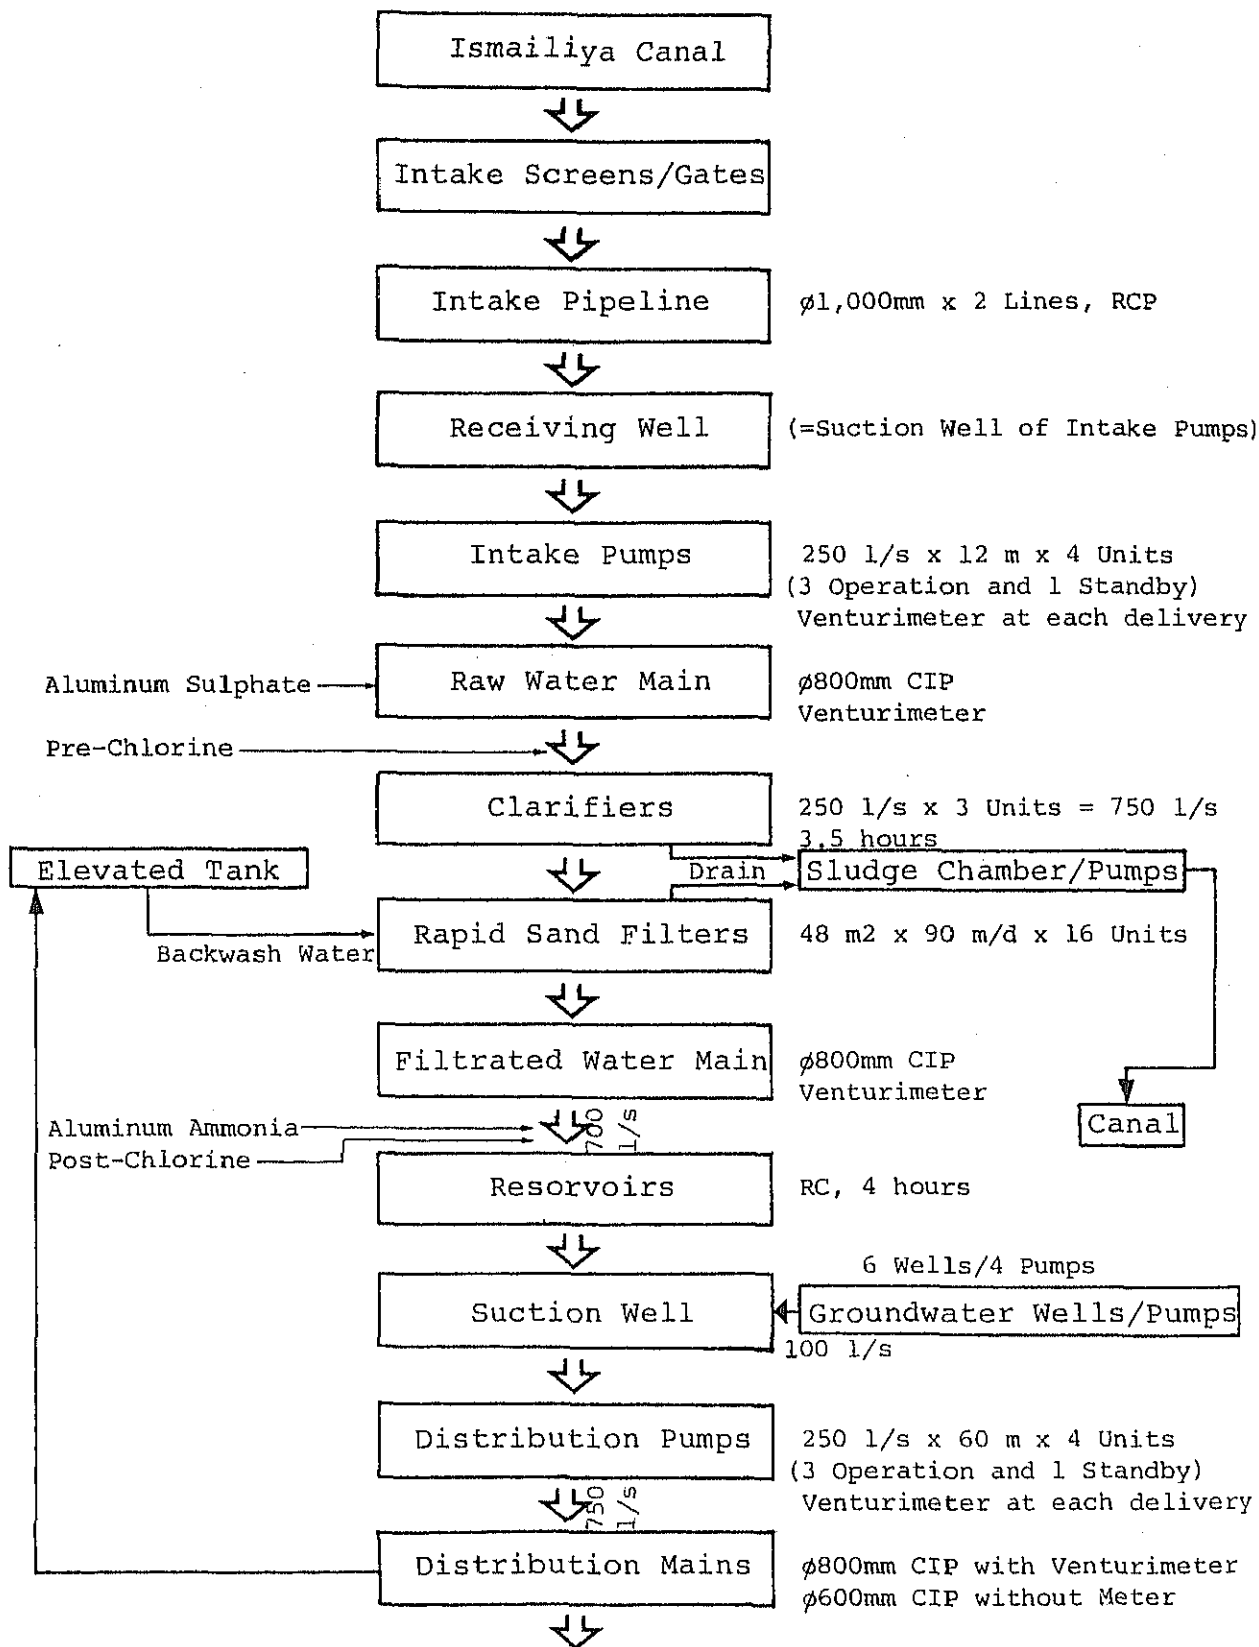 Ismailiya Canal
Intake Screens/Gates
Intake Pipeline
ø1,000mm x 2 Lines, RCP
Receiving Well
(=Suction Well of Intake Pumps)
Intake Pumps
250 l/s x 12 m x 4 Units
(3 Operation and 1 Standby)
Venturimeter at each delivery
Aluminum Sulphate
Raw Water Main
ø800mm CIP
Venturimeter
Pre-Chlorine
Clarifiers
250 l/s x 3 Units = 750 l/s
3.5 hours
Elevated Tank
Drain
Sludge Chamber/Pumps
Backwash Water
Rapid Sand Filters
48 m2 x 90 m/d x 16 Units
Filtrated Water Main
ø800mm CIP
Venturimeter
Canal
Aluminum Ammonia
Post-Chlorine
700
l/s
Resorvoirs
RC, 4 hours
6 Wells/4 Pumps
Suction Well
Groundwater Wells/Pumps
100 l/s
Distribution Pumps
250 l/s x 60 m x 4 Units
(3 Operation and 1 Standby)
Venturimeter at each delivery
750
l/s
Distribution Mains
ø800mm CIP with Venturimeter
ø600mm CIP without Meter